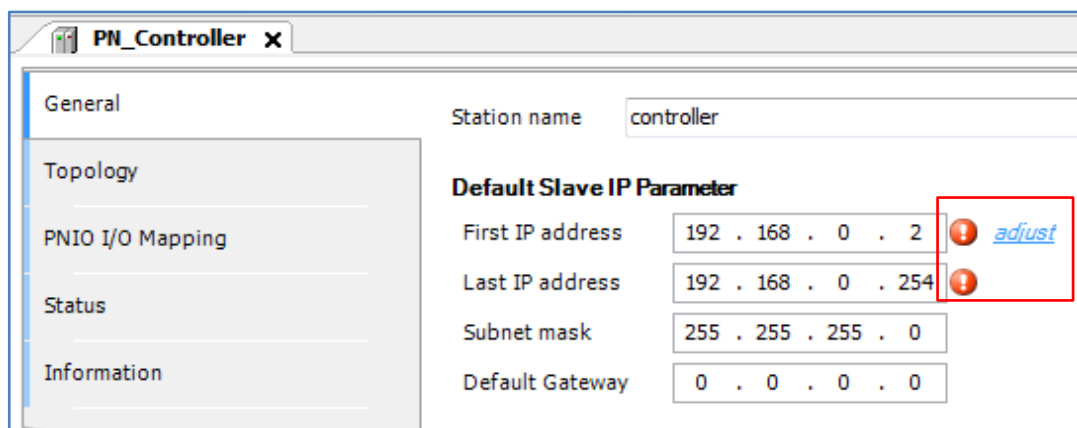 PN_Controller
General
Topology
PNIO I/O Mapping
Status
Information
Station name controller
Default Slave IP Parameter
First IP address 192 . 168 . 0 . 2 adjust
Last IP address 192 . 168 . 0 . 254
Subnet mask 255 . 255 . 255 . 0
Default Gateway 0 . 0 . 0 . 0